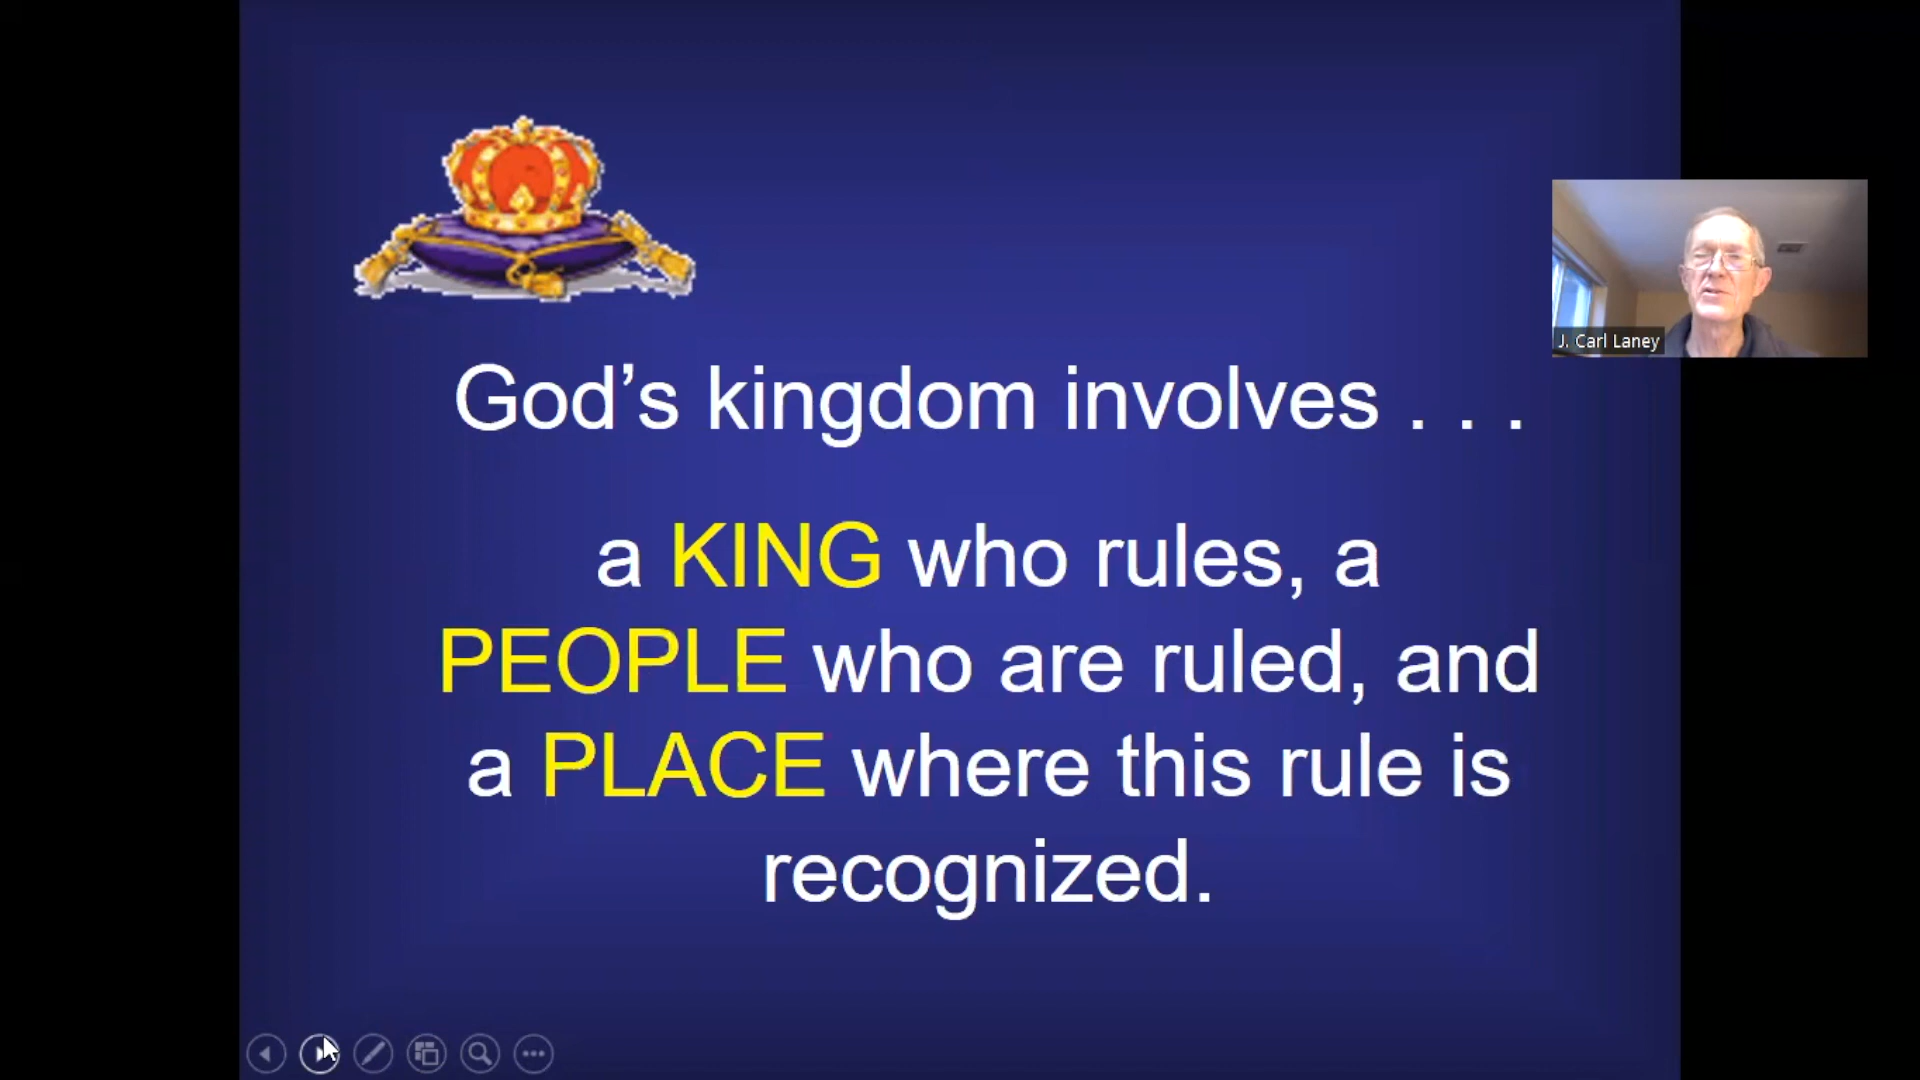 God’s kingdom involves . . .
a KING who rules, a
PEOPLE who are ruled, and
a PLACE where this rule is
recognized.
J. Carl Laney